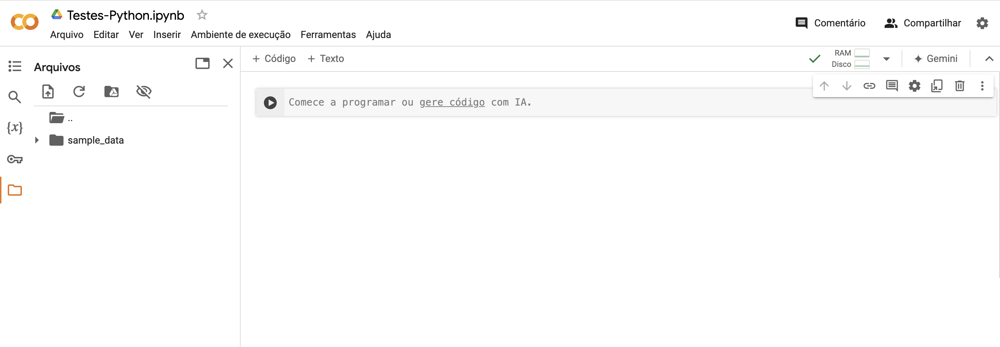 Testes-Python.ipynb
Arquivo Editar Ver Inserir Ambiente de execução Ferramentas Ajuda
Comentário
Compartilhar
Arquivos
..
sample_data
{x}
+ Código + Texto
RAM
Disco
Gemini
Comece a programar ou gere código com IA.